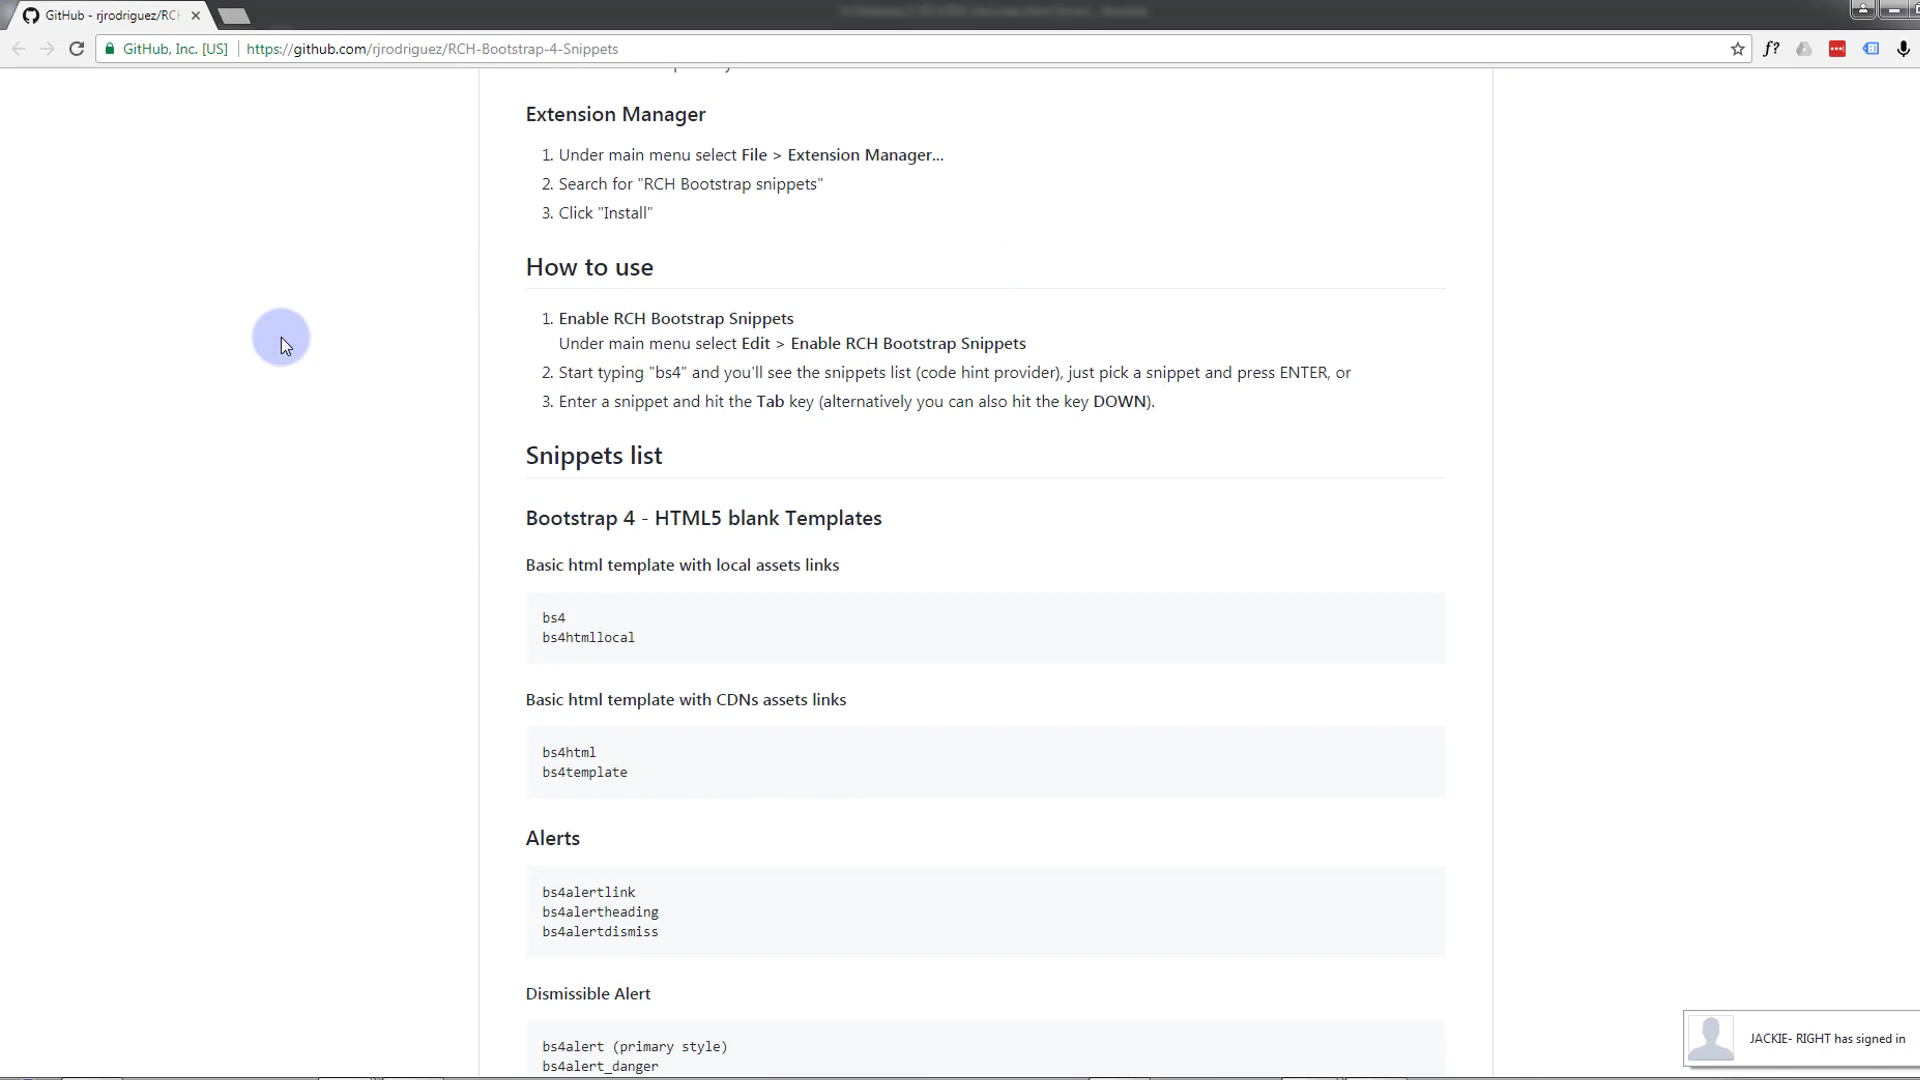 GitHub - rjrodriguez/RCH
GitHub, Inc. [US]
https://github.com/rjrodriguez/RCH-Bootstrap-4-Snippets
f?
Extension Manager
1. Under main menu select File > Extension Manager...
2. Search for "RCH Bootstrap snippets"
3. Click "Install"
How to use
1. Enable RCH Bootstrap Snippets
Under main menu select Edit > Enable RCH Bootstrap Snippets
2. Start typing "bs4" and you'll see the snippets list (code hint provider), just pick a snippet and press ENTER, or
3. Enter a snippet and hit the Tab key (alternatively you can also hit the key DOWN).
Snippets list
Bootstrap 4 - HTML5 blank Templates
Basic html template with local assets links
bs4
bs4htmllocal
Basic html template with CDNs assets links
bs4html
bs4template
Alerts
bs4alertlink
bs4alertheading
bs4alertdismiss
Dismissible Alert
bs4alert (primary style)
bs4alert_danger
JACKIE- RIGHT has signed in